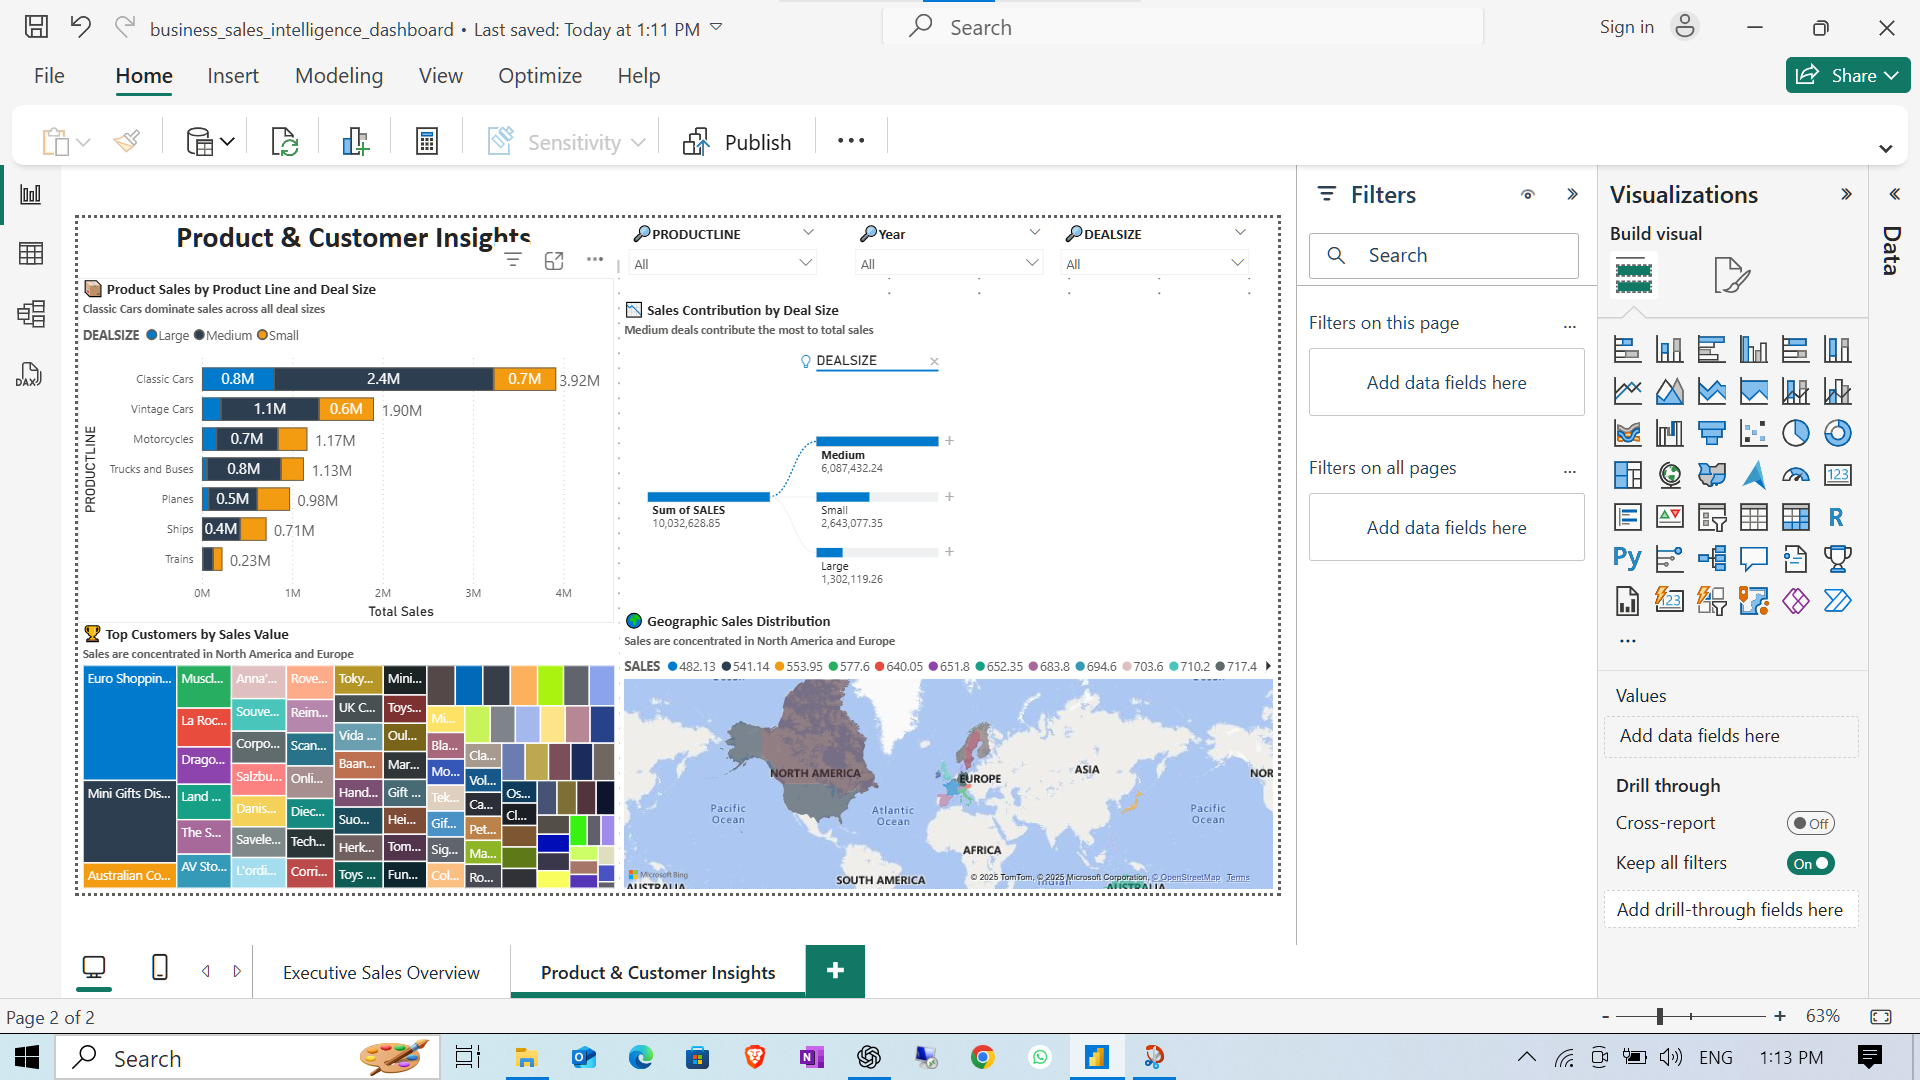 business_sales_intelligence_dashboard • Last saved: Today at 1:11 PM
Search
Sign in
File Home Insert Modeling View Optimize Help
Share
Sensitivity
Publish
Product & Customer Insights
PRODUCTLINE
All
Year
All
DEALSIZE
All
Product Sales by Product Line and Deal Size
Classic Cars dominate sales across all deal sizes
DEALSIZE Large Medium Small
PRODUCTLINE
Classic Cars 0.8M 2.4M 0.7M 3.92M
Vintage Cars 1.1M 0.6M 1.90M
Motorcycles 0.7M 1.17M
Trucks and Buses 0.8M 1.13M
Planes 0.5M 0.98M
Ships 0.4M 0.71M
Trains 0.23M
0M 1M 2M 3M 4M
Total Sales
Sales Contribution by Deal Size
Medium deals contribute the most to total sales
DEALSIZE
Sum of SALES
10,032,628.85
Medium
6,087,432.24
Small
2,643,077.35
Large
1,302,119.26
Top Customers by Sales Value
Sales are concentrated in North America and Europe
Euro Shoppin...
Mini Gifts Dis...
Australian Co...
Muscl...
La Roc...
Drago...
Land ...
The S...
AV Sto...
Anna'...
Souve...
Corpo...
Salzbu...
Danis...
Savele...
L'ordi...
Rove...
Reim...
Scan...
Onli...
Diec...
Tech...
Corri...
Toky...
UK C...
Vida ...
Baan...
Hand...
Suo...
Herk...
Toys ...
Mini...
Toys...
Oul...
Mar...
Gift ...
Hei...
Tom...
Fun...
Mi...
Bla...
Mo...
Tek...
Gif...
Sig...
Col...
Cla...
Vol...
Ca...
Pet...
Ma...
Ro...
Os...
Cl...
Geographic Sales Distribution
Sales are concentrated in North America and Europe
SALES 482.13 541.14 553.95 577.6 640.05 651.8 652.35 683.8 694.6 703.6 710.2 717.4
NORTH AMERICA
EUROPE
ASIA
NOR
Pacific
Ocean
Atlantic
Ocean
Pacific
Ocean
AFRICA
SOUTH AMERICA
Microsoft Bing
© 2025 TomTom, © 2025 Microsoft Corporation, © OpenStreetMap Terms
AUSTRALIA
Indian
AUSTRALIA
Filters
Search
Filters on this page ...
Add data fields here
Filters on all pages ...
Add data fields here
Visualizations
Build visual
123
R
Py
123
...
Values
Add data fields here
Drill through
Cross-report Off
Keep all filters On
Add drill-through fields here
Data
DAX
Executive Sales Overview
Product & Customer Insights
Page 2 of 2
- + 63%
Search
ENG
1:13 PM